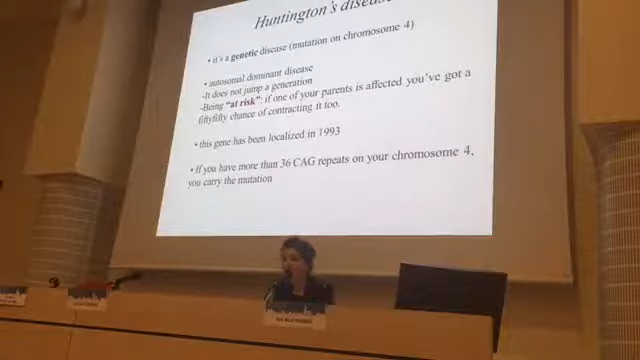 Huntington's disease
• it's a genetic disease (mutation on chromosome 4)
• autosomal dominant disease
-It does not jump a generation
-Being "at risk": if one of your parents is affected you've got a
fiftyfifty chance of contracting it too.
• this gene has been localized in 1993
• If you have more than 36 CAG repeats on your chromosome 4,
you carry the mutation